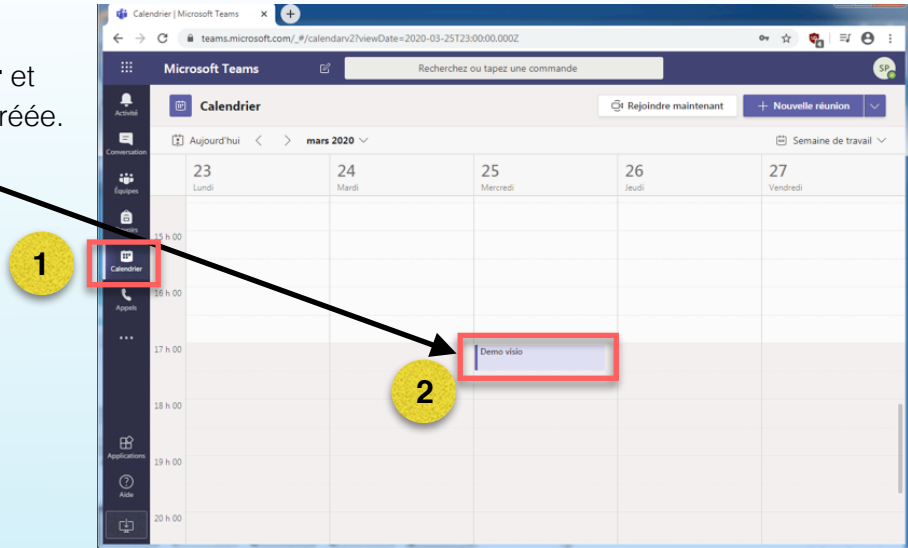 Calendrier | Microsoft Teams
teams.microsoft.com/_#/calendarv2?viewDate=2020-03-25T23:00:00.000Z
et
réée.
Microsoft Teams
Recherchez ou tapez une commande
SP
Activité
Calendrier
Rejoindre maintenant
+ Nouvelle réunion
Conversation
Aujourd'hui
mars 2020
Semaine de travail
Équipes
23
Lundi
24
Mardi
25
Mercredi
26
Jeudi
27
Vendredi
15 h 00
1
Calendrier
16 h 00
Appels
17 h 00
Demo visio
2
18 h 00
Applications
19 h 00
Aide
20 h 00